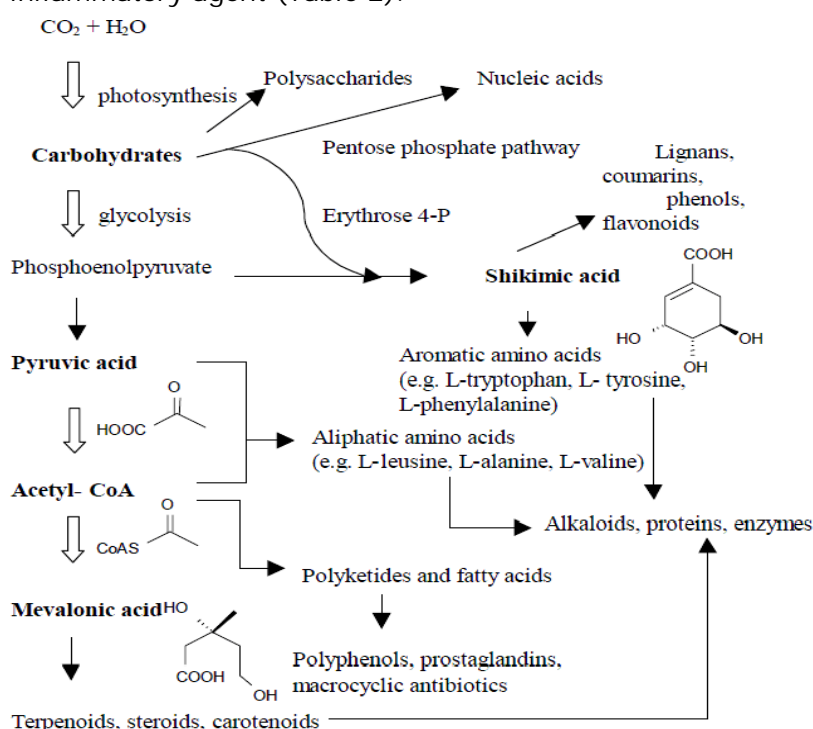 inflammatory agent (Table 2).
CO₂ + H₂O
photosynthesis
Polysaccharides
Nucleic acids
Carbohydrates
Pentose phosphate pathway
Lignans,
coumarins,
phenols,
flavonoids
glycolysis
Erythrose 4-P
Phosphoenolpyruvate
Shikimic acid
COOH
HO
OH
OH
Pyruvic acid
Aromatic amino acids
(e.g. L-tryptophan, L- tyrosine,
L-phenylalanine)
O
HOOC
Aliphatic amino acids
(e.g. L-leusine, L-alanine, L-valine)
Acetyl- CoA
O
CoAS
Alkaloids, proteins, enzymes
Polyketides and fatty acids
Mevalonic acid
HO
COOH
OH
Polyphenols, prostaglandins,
macrocyclic antibiotics
Terpenoids, steroids, carotenoids